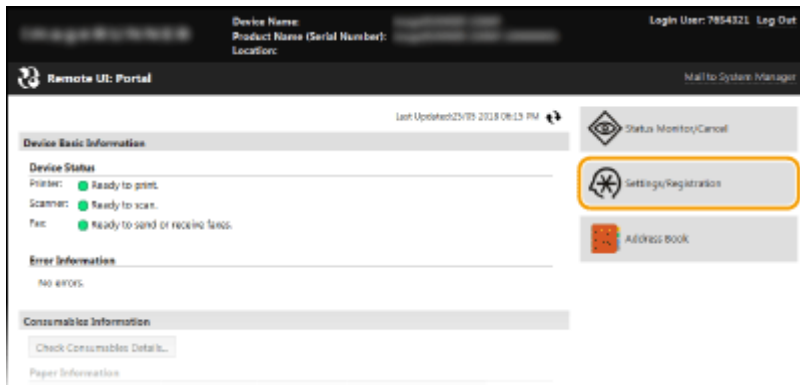 Device Name:
Product Name (Serial Number):
Location:
Login User: 7654321 Log Out
Remote UI: Portal
Mail to System Manager
Last Updated:25/05 2018 06:15 PM
Device Basic Information
Device Status
Printer: Ready to print.
Scanner: Ready to scan.
Fax: Ready to send or receive faxes.
Error Information
No errors.
Consumables Information
Check Consumables Details...
Paper Information
Status Monitor/Cancel
Settings/Registration
Address Book